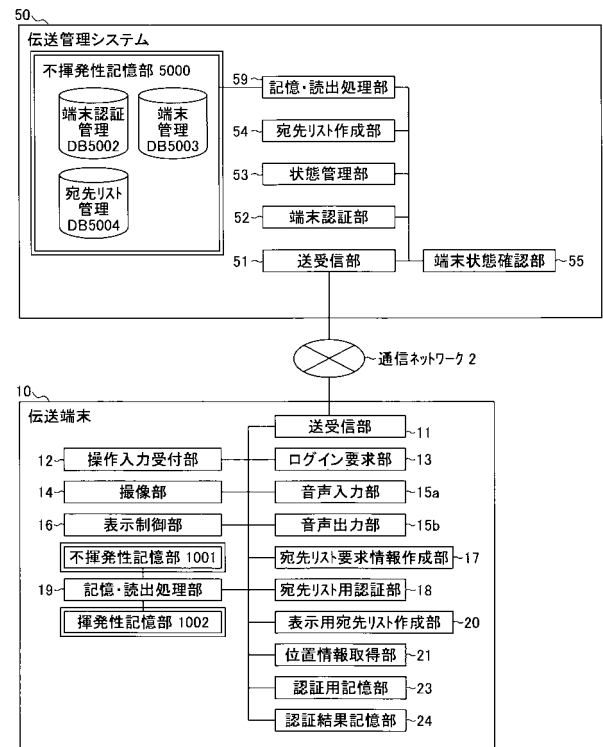 50
伝送管理システム
不揮発性記憶部 5000
端末認証
管理
DB5002
端末
管理
DB5003
宛先リスト
管理
DB5004
59 記憶・読出処理部
54 宛先リスト作成部
53 状態管理部
52 端末認証部
51 送受信部
端末状態確認部 55
通信ネットワーク 2
10
伝送端末
送受信部 11
12 操作入力受付部
ログイン要求部 13
14 撮像部
音声入力部 15a
16 表示制御部
音声出力部 15b
不揮発性記憶部 1001
宛先リスト要求情報作成部 17
19 記憶・読出処理部
宛先リスト用認証部 18
揮発性記憶部 1002
表示用宛先リスト作成部 20
位置情報取得部 21
認証用記憶部 23
認証結果記憶部 24